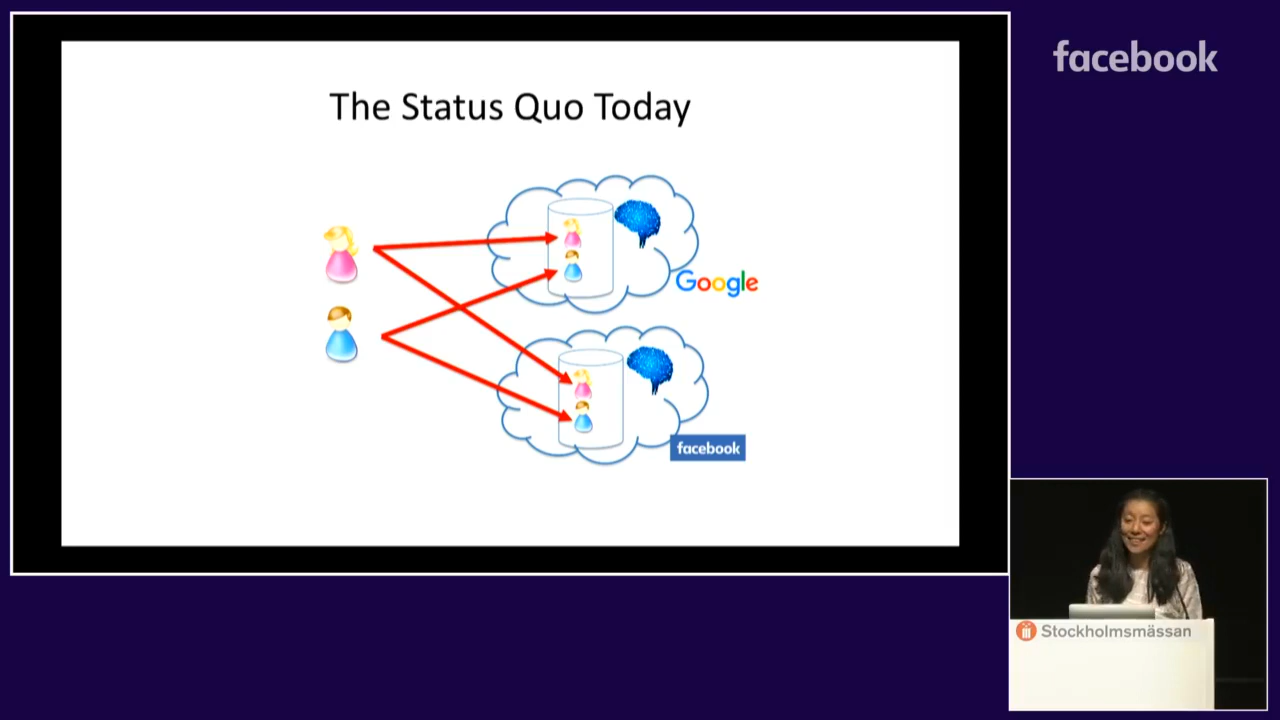 facebook
The Status Quo Today
Google
facebook
Stockholmsmässan